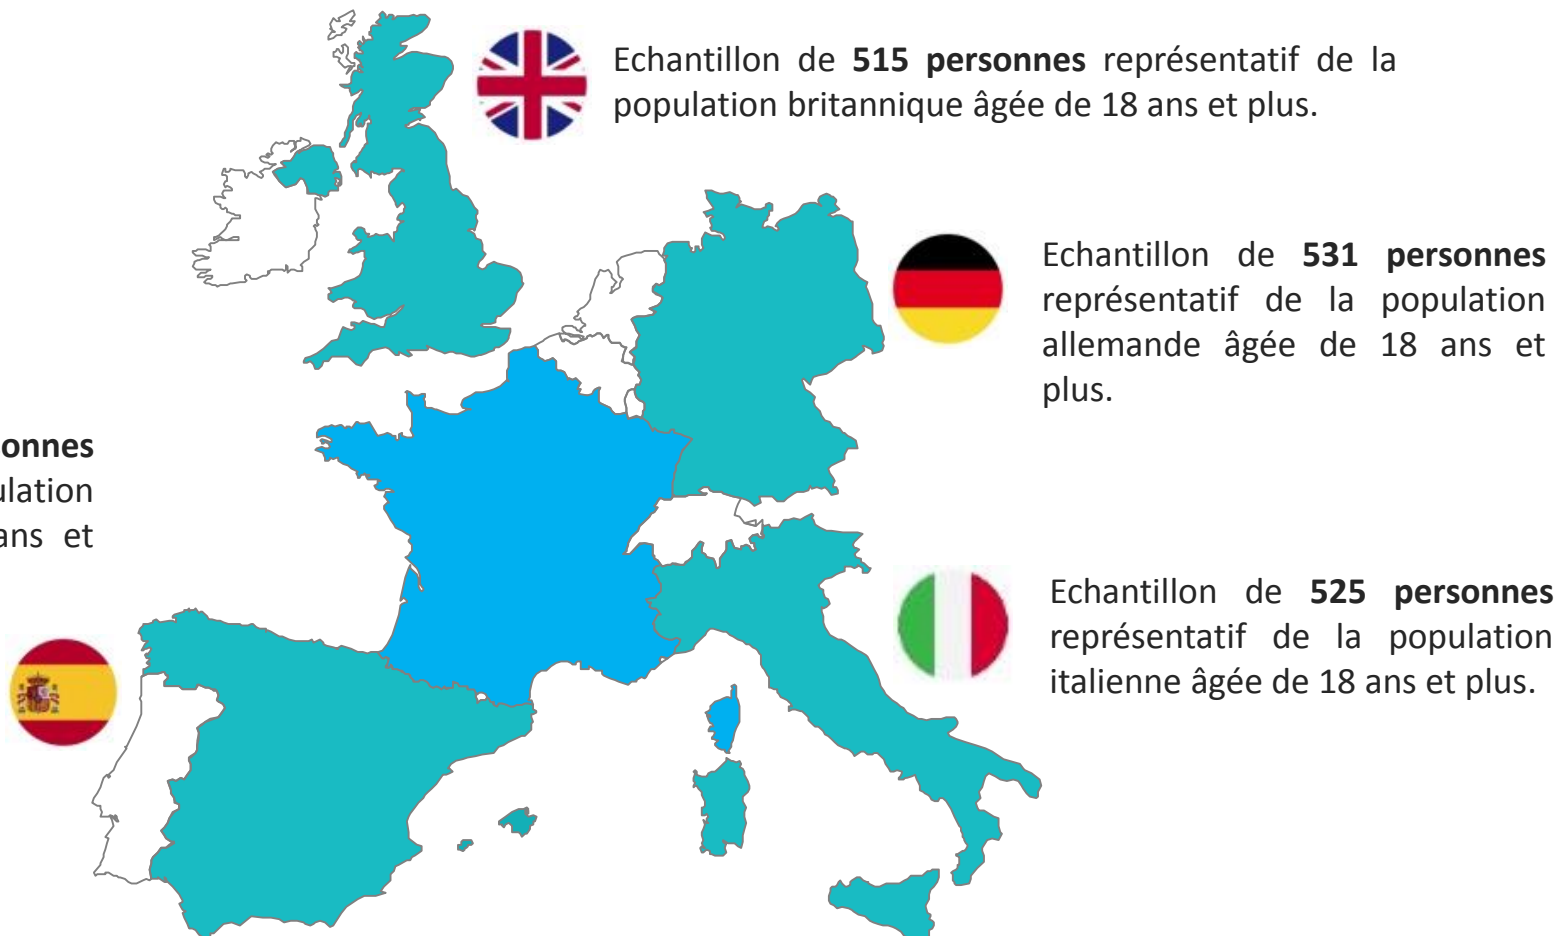 Echantillon de 515 personnes représentatif de la
population britannique âgée de 18 ans et plus.
Echantillon de 531 personnes
représentatif de la population
allemande âgée de 18 ans et
plus.
ans et
Echantillon de 525 personnes
représentatif de la population
italienne âgée de 18 ans et plus.